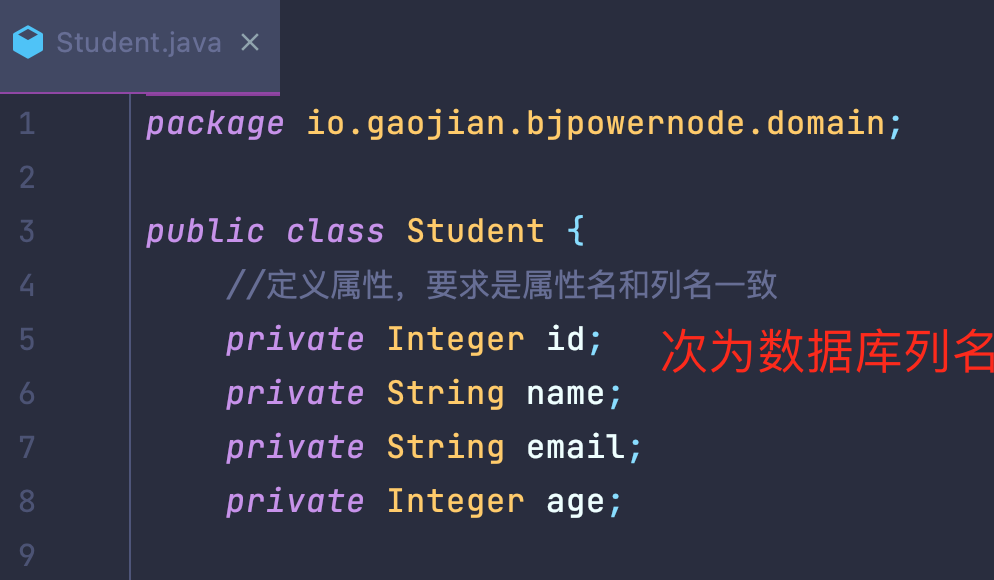 Student.java ×
1 package io.gaojian.bjpowernode.domain;
2
3 public class Student {
4 //定义属性，要求是属性名和列名一致
5 private Integer id; 次为数据库列名
6 private String name;
7 private String email;
8 private Integer age;
9